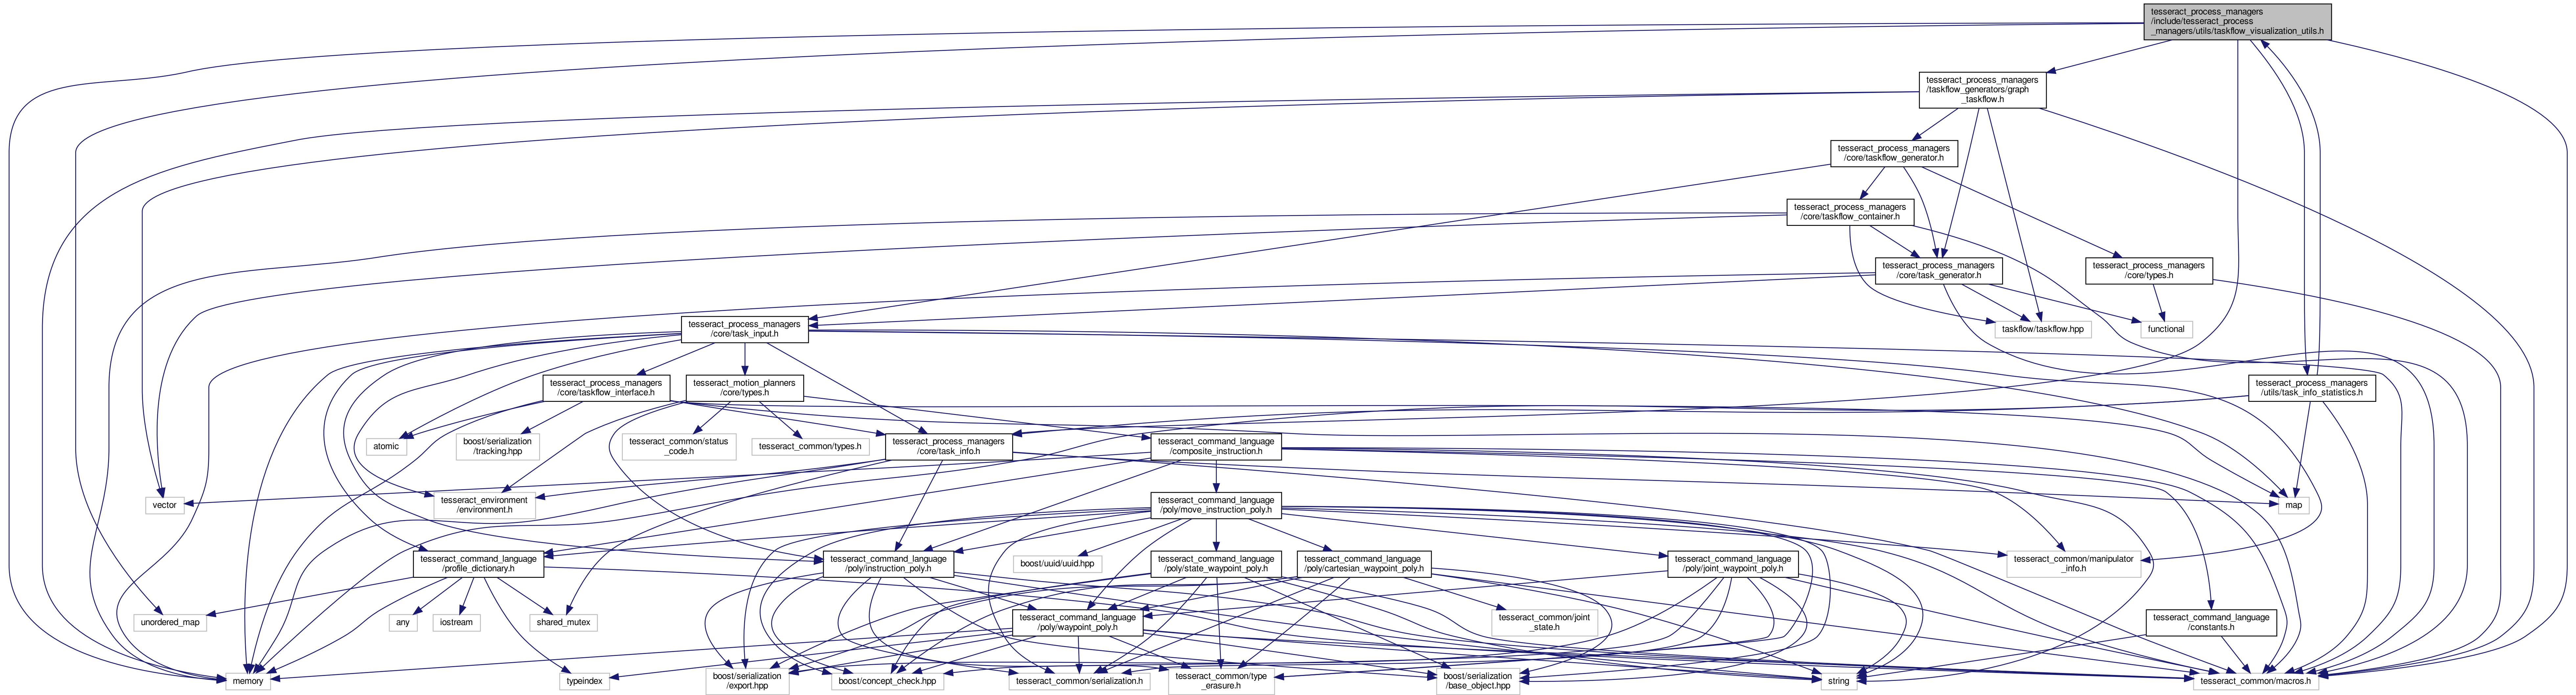 tesseract_process_managers
/include/tesseract_process
_managers/utils/taskflow_visualization_utils.h
tesseract_process_managers
/taskflow_generators/graph
_taskflow.h
tesseract_process_managers
/core/taskflow_generator.h
tesseract_process_managers
/core/taskflow_container.h
tesseract_process_managers
/core/task_generator.h
tesseract_process_managers
/core/types.h
tesseract_process_managers
/core/task_input.h
taskflow/taskflow.hpp
functional
tesseract_process_managers
/core/taskflow_interface.h
tesseract_motion_planners
/core/types.h
tesseract_process_managers
/utils/task_info_statistics.h
atomic
boost/serialization
/tracking.hpp
tesseract_common/status
_code.h
tesseract_common/types.h
tesseract_process_managers
/core/task_info.h
tesseract_command_language
/composite_instruction.h
vector
tesseract_environment
/environment.h
tesseract_command_language
/poly/move_instruction_poly.h
map
tesseract_command_language
/profile_dictionary.h
tesseract_command_language
/poly/instruction_poly.h
boost/uuid/uuid.hpp
tesseract_command_language
/poly/state_waypoint_poly.h
tesseract_command_language
/poly/cartesian_waypoint_poly.h
tesseract_command_language
/poly/joint_waypoint_poly.h
tesseract_common/manipulator
_info.h
unordered_map
any
iostream
shared_mutex
tesseract_command_language
/poly/waypoint_poly.h
tesseract_common/joint
_state.h
tesseract_command_language
/constants.h
memory
typeindex
boost/serialization
/export.hpp
boost/concept_check.hpp
tesseract_common/serialization.h
tesseract_common/type
_erasure.h
boost/serialization
/base_object.hpp
string
tesseract_common/macros.h